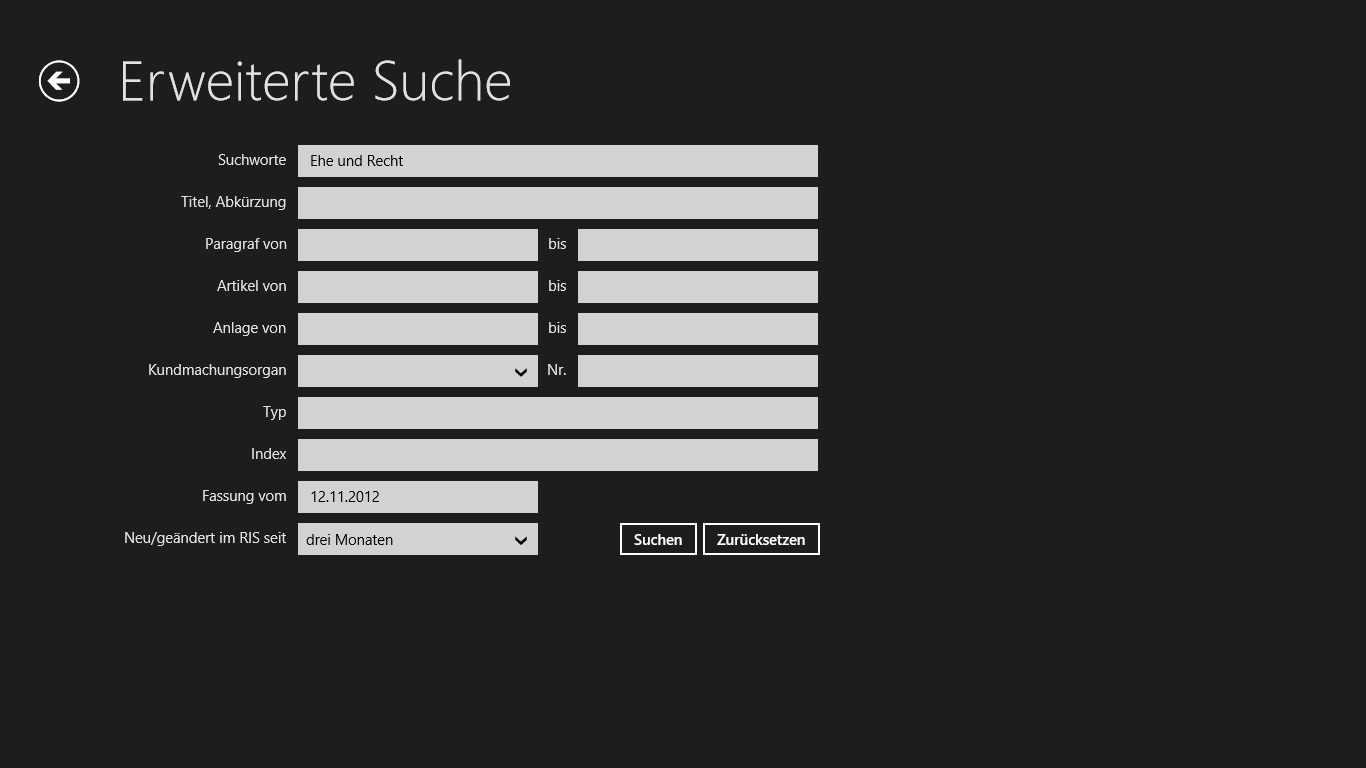 Erweiterte Suche
Suchworte Ehe und Recht
Titel, Abkürzung
Paragraf von bis
Artikel von bis
Anlage von bis
Kundmachungsorgan Nr.
Typ
Index
Fassung vom 12.11.2012
Neu/geändert im RIS seit drei Monaten Suchen Zurücksetzen